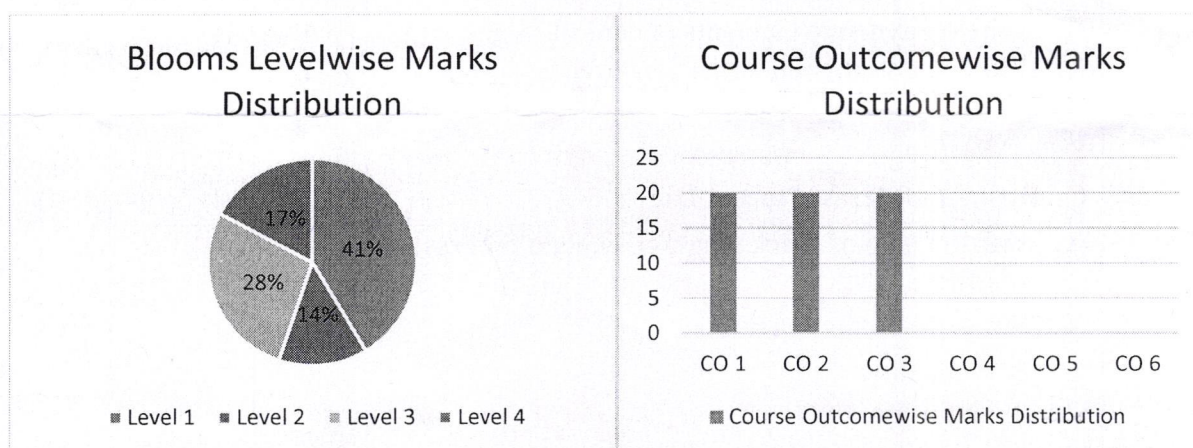 Blooms Levelwise Marks
Distribution
17%
41%
28%
14%
Level 1 Level 2 Level 3 Level 4
Course Outcomewise Marks
Distribution
25
20
15
10
5
0
CO 1 CO 2 CO 3 CO 4 CO 5 CO 6
Course Outcomewise Marks Distribution